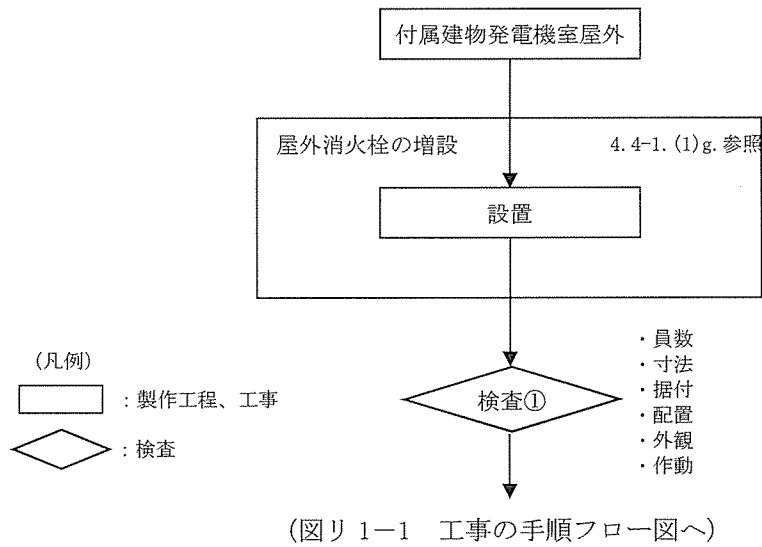 付属建物発電機室屋外
屋外消火栓の増設 4.4-1.(1)g.参照
設置
検査①
・員数
・寸法
・据付
・配置
・外観
・作動
(凡例)
：製作工程、工事
：検査
(図リ 1－1 工事の手順フロー図へ)